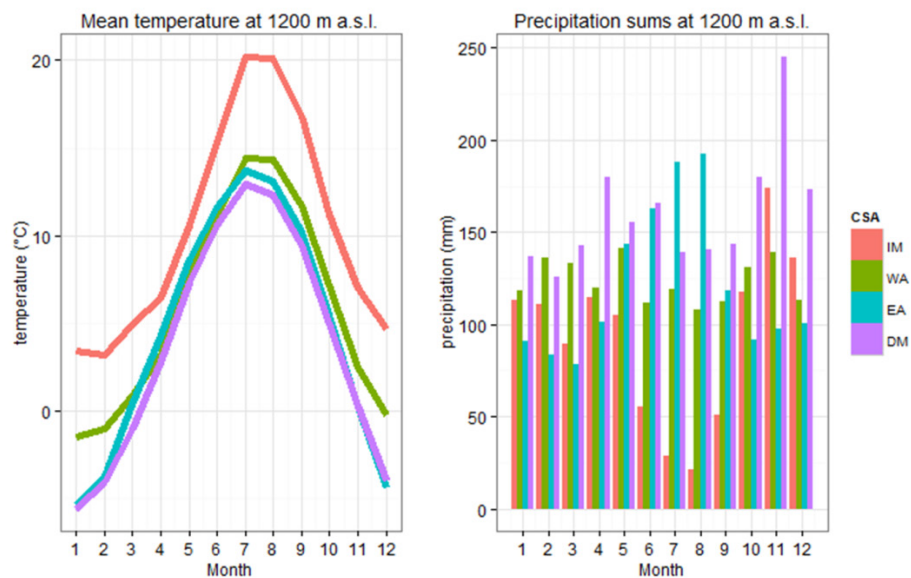 Mean temperature at 1200 m a.s.l.
Precipitation sums at 1200 m a.s.l.
temperature (°C)
20
10
0
1 2 3 4 5 6 7 8 9 10 11 12
Month
precipitation (mm)
250
200
150
100
50
0
1 2 3 4 5 6 7 8 9 10 11 12
Month
CSA
IM
WA
EA
DM